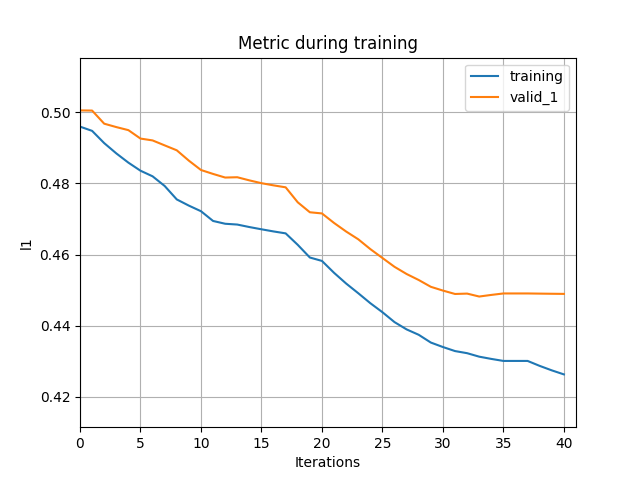 Metric during training
training
valid_1
0.50
0.48
0.46
0.44
0.42
l1
0 5 10 15 20 25 30 35 40
Iterations